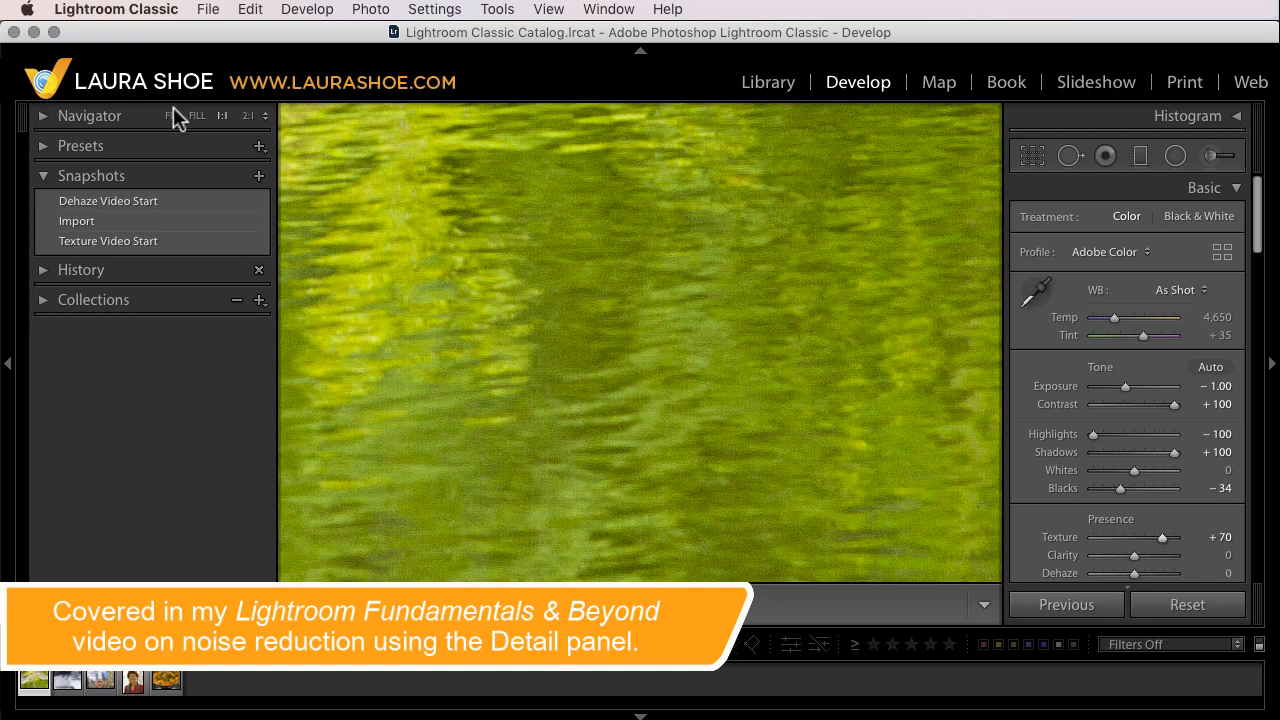 Lightroom Classic File Edit Develop Photo Settings Tools View Window Help
Lightroom Classic Catalog.lrcat - Adobe Photoshop Lightroom Classic - Develop
LAURA SHOE WWW.LAURASHOE.COM
Library | Develop | Map | Book | Slideshow | Print | Web
Navigator FILL 1:1 2:1
Presets
Snapshots
Dehaze Video Start
Import
Texture Video Start
History
Collections
Histogram
Basic
Treatment : Color | Black & White
Profile : Adobe Color
WB : As Shot
Temp 4,650
Tint + 35
Tone Auto
Exposure − 1.00
Contrast + 100
Highlights − 100
Shadows + 100
Whites 0
Blacks − 34
Presence
Texture + 70
Clarity 0
Dehaze 0
Previous Reset
Covered in my Lightroom Fundamentals & Beyond
video on noise reduction using the Detail panel.
Filters Off